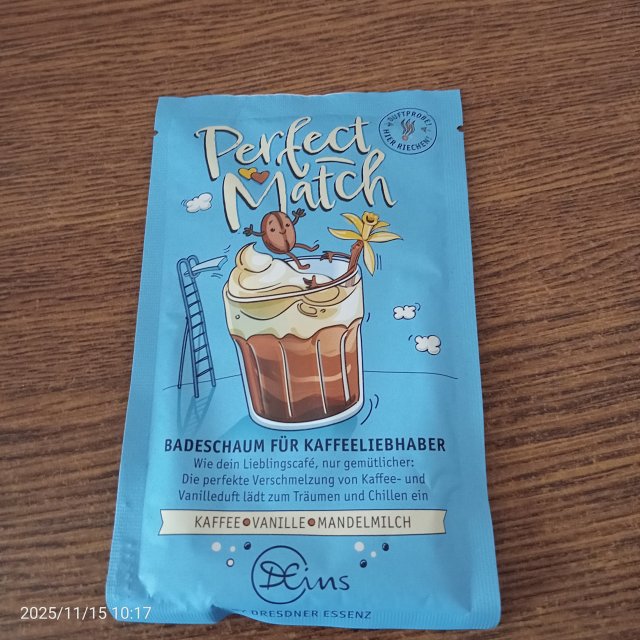 Perfect
Match
DUFTPROBE!
HIER RIECHEN!
BADESCHAUM FÜR KAFFEELIEBHABER
Wie dein Lieblingscafé, nur gemütlicher:
Die perfekte Verschmelzung von Kaffee- und
Vanilleduft lädt zum Träumen und Chillen ein
KAFFEE●VANILLE●MANDELMILCH
DEins
DRESDNER ESSENZ
2025/11/15 10:17